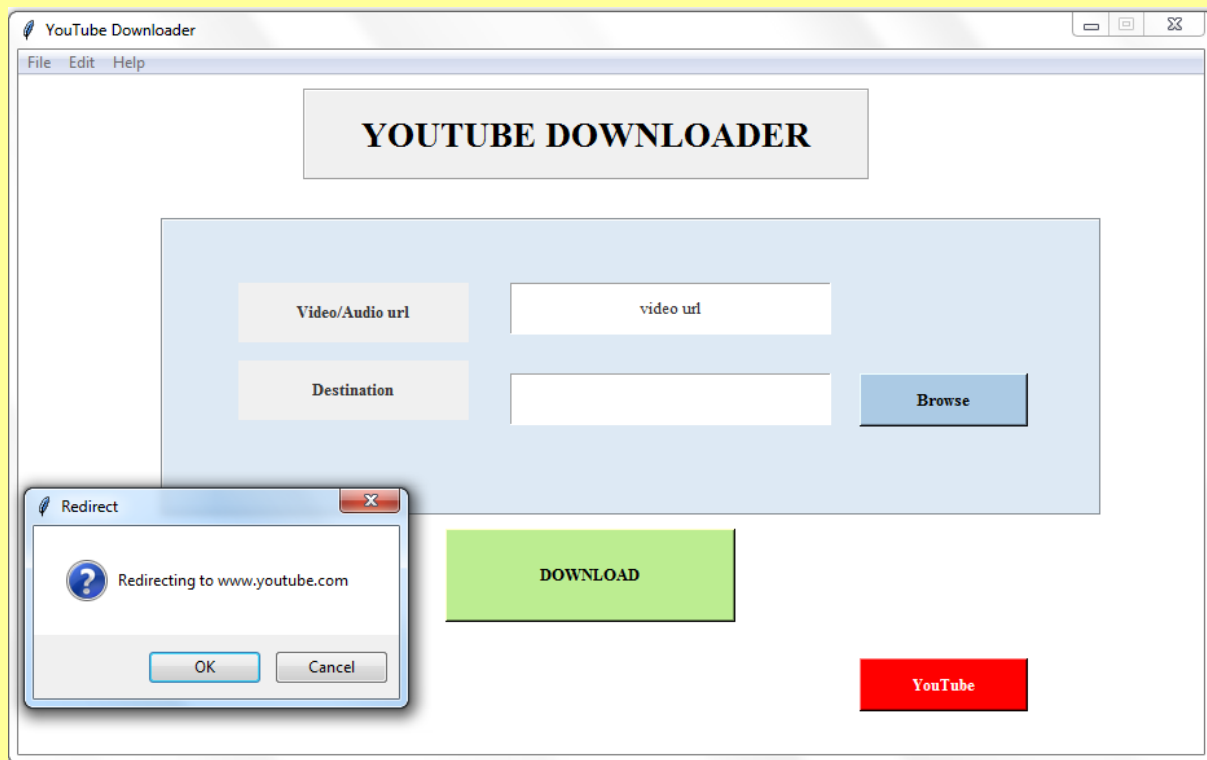 YouTube Downloader
File Edit Help
YOUTUBE DOWNLOADER
Video/Audio url
video url
Destination
Browse
Redirect
Redirecting to www.youtube.com
OK
Cancel
DOWNLOAD
YouTube